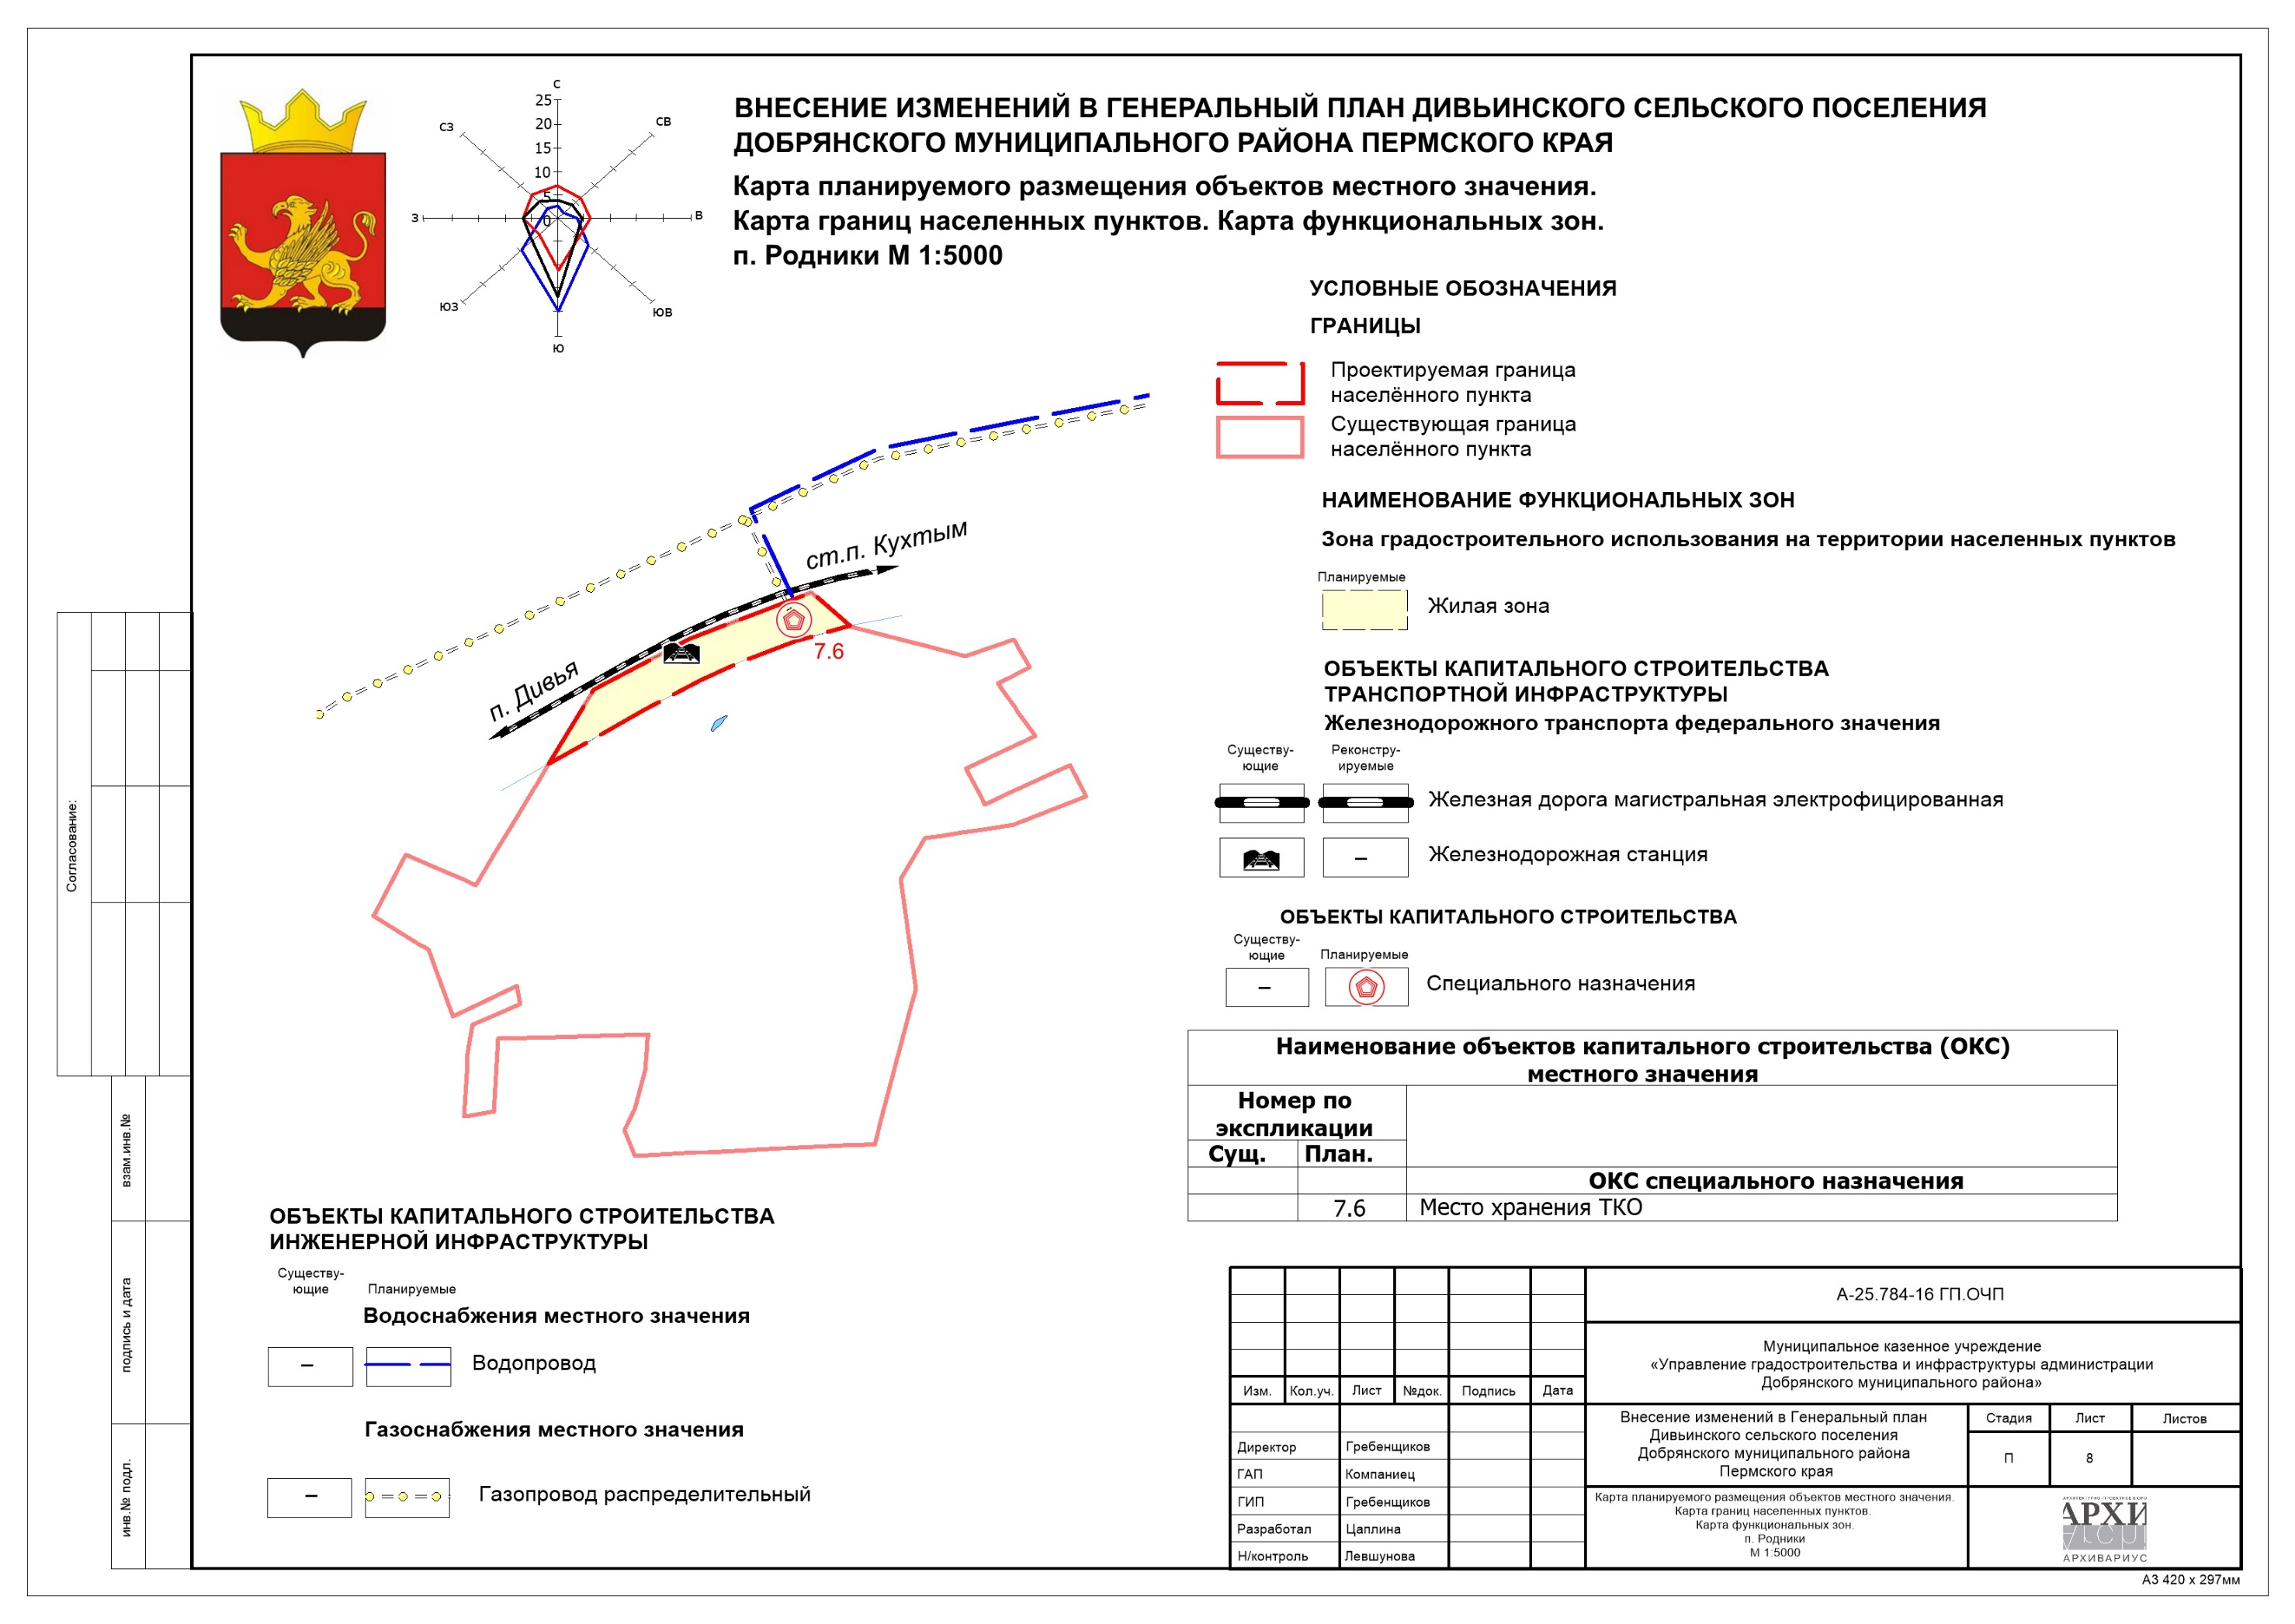 ВНЕСЕНИЕ ИЗМЕНЕНИЙ В ГЕНЕРАЛЬНЫЙ ПЛАН ДИВЬИНСКОГО СЕЛЬСКОГО ПОСЕЛЕНИЯ
ДОБРЯНСКОГО МУНИЦИПАЛЬНОГО РАЙОНА ПЕРМСКОГО КРАЯ
Карта планируемого размещения объектов местного значения.
Карта границ населенных пунктов. Карта функциональных зон.
п. Родники М 1:5000
С
25
20
15
10
5
0
СЗ
СВ
З
В
ЮЗ
ЮВ
Ю
УСЛОВНЫЕ ОБОЗНАЧЕНИЯ
ГРАНИЦЫ
Проектируемая граница
населённого пункта
Существующая граница
населённого пункта
НАИМЕНОВАНИЕ ФУНКЦИОНАЛЬНЫХ ЗОН
Зона градостроительного использования на территории населенных пунктов
Планируемые
Жилая зона
ОБЪЕКТЫ КАПИТАЛЬНОГО СТРОИТЕЛЬСТВА
ТРАНСПОРТНОЙ ИНФРАСТРУКТУРЫ
Железнодорожного транспорта федерального значения
Существу-
ющие
Реконстру-
ируемые
Железная дорога магистральная электрофицированная
– Железнодорожная станция
ОБЪЕКТЫ КАПИТАЛЬНОГО СТРОИТЕЛЬСТВА
Существу-
ющие
Планируемые
– Специального назначения
ст.п. Кухтым
п. Дивья
7.6
Наименование объектов капитального строительства (ОКС)
местного значения
Номер по
экспликации
Сущ. План.
ОКС специального назначения
7.6 Место хранения ТКО
ОБЪЕКТЫ КАПИТАЛЬНОГО СТРОИТЕЛЬСТВА
ИНЖЕНЕРНОЙ ИНФРАСТРУКТУРЫ
Существу-
ющие
Планируемые
Водоснабжения местного значения
– Водопровод
Газоснабжения местного значения
– Газопровод распределительный
Согласование:
взам.инв.№
подпись и дата
инв.№ подл.
А-25.784-16 ГП.ОЧП
Муниципальное казенное учреждение
«Управление градостроительства и инфраструктуры администрации
Добрянского муниципального района»
Изм. Кол.уч. Лист №док. Подпись Дата
Внесение изменений в Генеральный план
Дивьинского сельского поселения
Добрянского муниципального района
Пермского края
Стадия Лист Листов
П 8
Директор Гребенщиков
ГАП Компаниец
ГИП Гребенщиков
Разработал Цаплина
Н/контроль Левшунова
Карта планируемого размещения объектов местного значения.
Карта границ населенных пунктов.
Карта функциональных зон.
п. Родники
М 1:5000
АРХИ
АРХИВАРИУС
А3 420 х 297мм